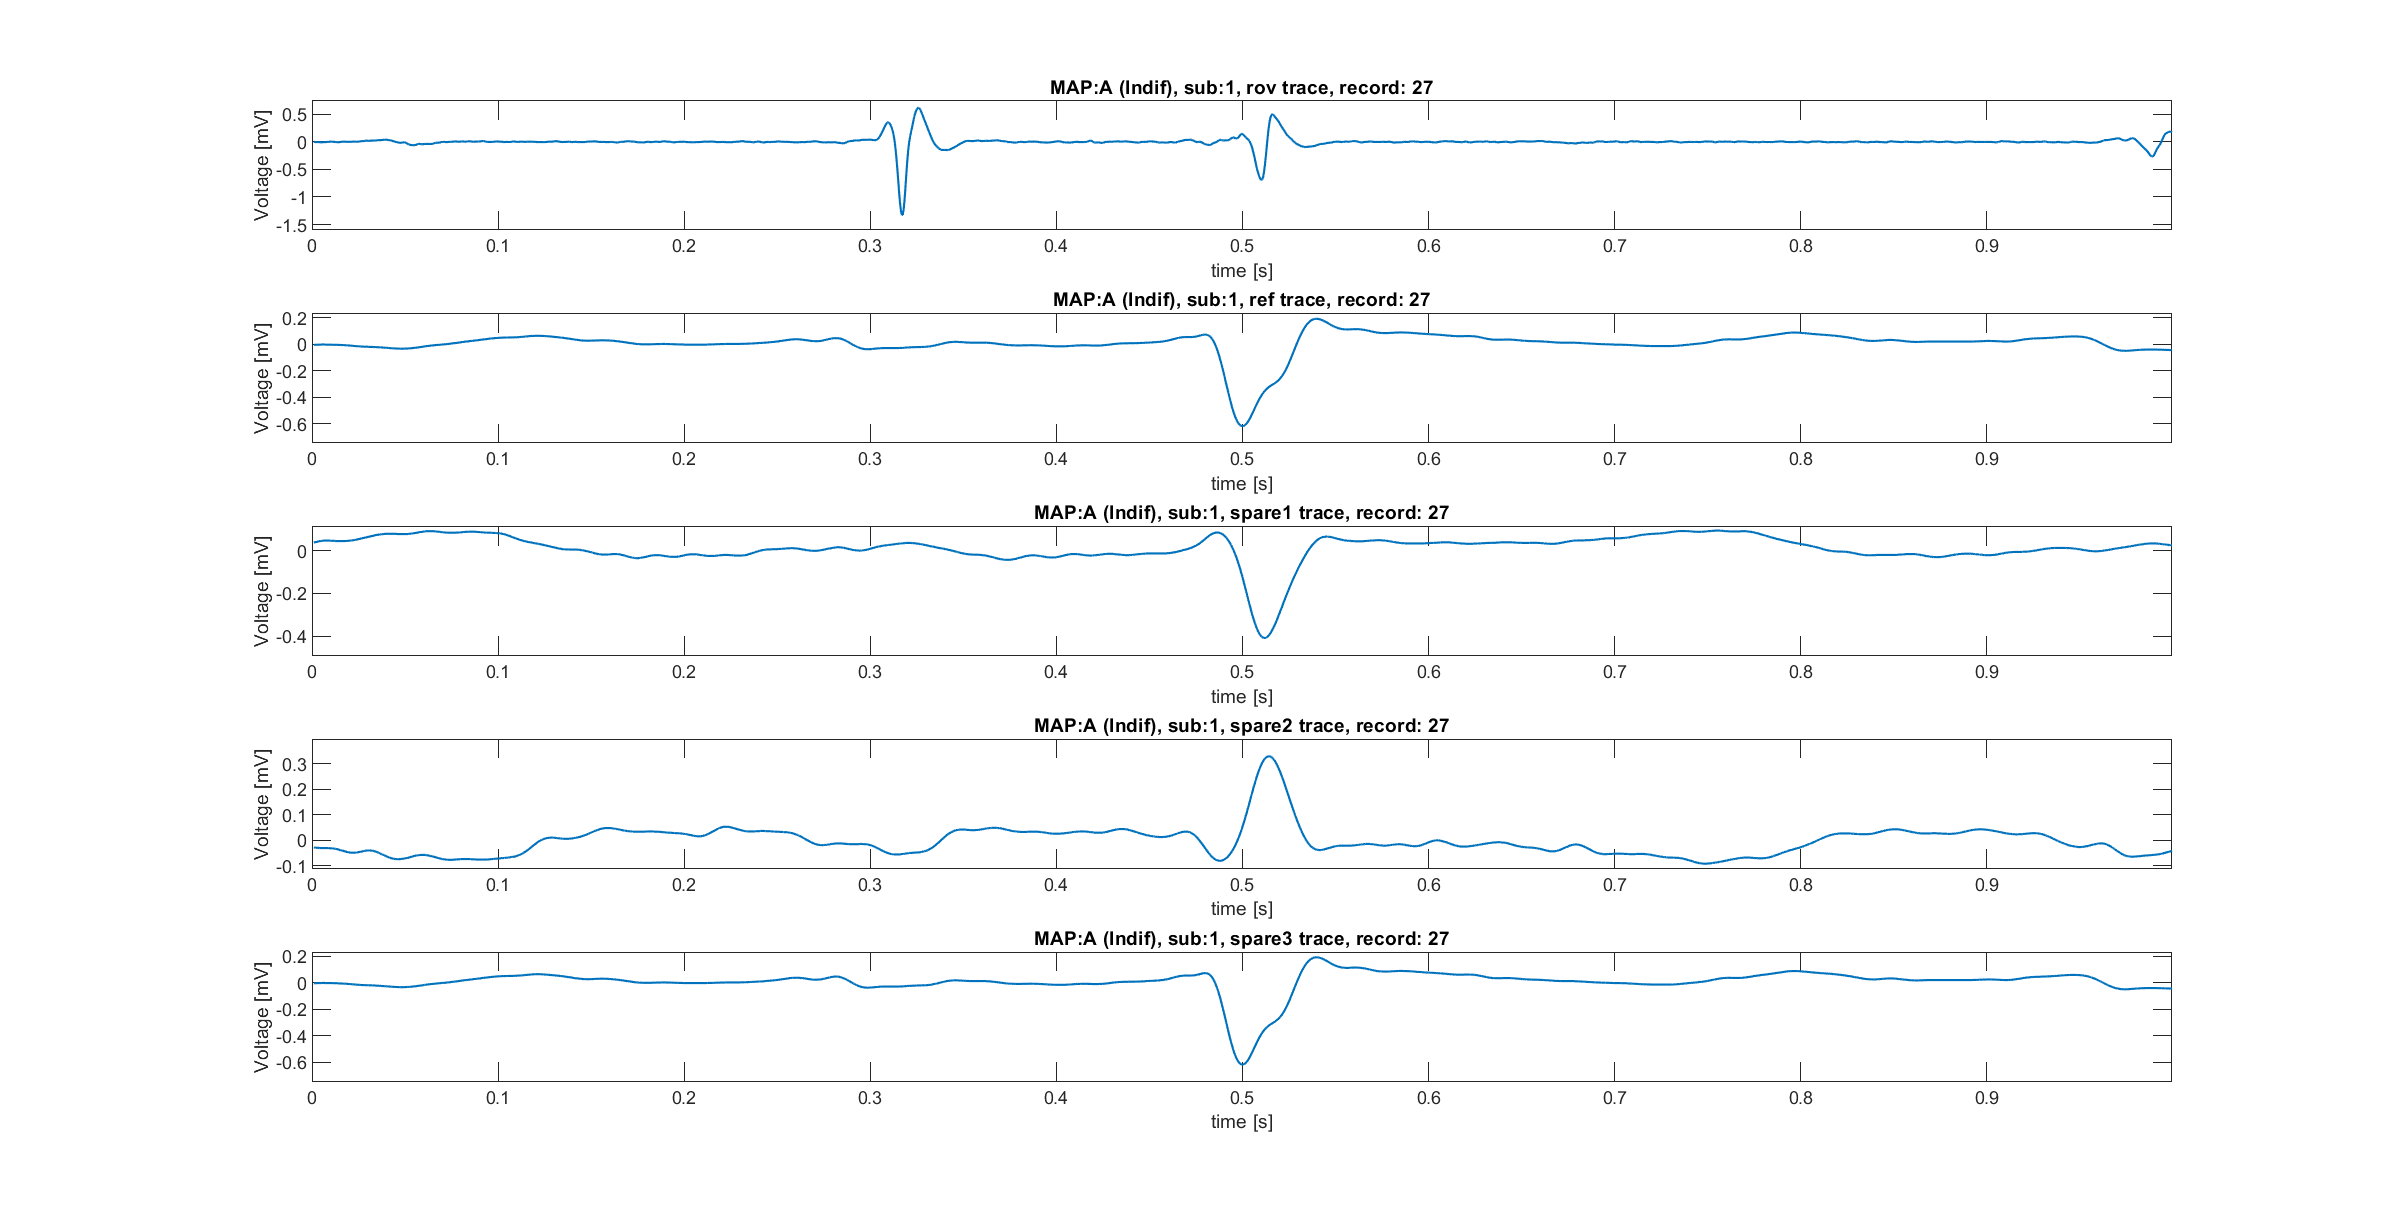 MAP:A (Indif), sub:1, rov trace, record: 27
Voltage [mV]
0.5
0
-0.5
-1
-1.5
0 0.1 0.2 0.3 0.4 0.5 0.6 0.7 0.8 0.9
time [s]
MAP:A (Indif), sub:1, ref trace, record: 27
Voltage [mV]
0.2
0
-0.2
-0.4
-0.6
0 0.1 0.2 0.3 0.4 0.5 0.6 0.7 0.8 0.9
time [s]
MAP:A (Indif), sub:1, spare1 trace, record: 27
Voltage [mV]
0
-0.2
-0.4
0 0.1 0.2 0.3 0.4 0.5 0.6 0.7 0.8 0.9
time [s]
MAP:A (Indif), sub:1, spare2 trace, record: 27
Voltage [mV]
0.3
0.2
0.1
0
-0.1
0 0.1 0.2 0.3 0.4 0.5 0.6 0.7 0.8 0.9
time [s]
MAP:A (Indif), sub:1, spare3 trace, record: 27
Voltage [mV]
0.2
0
-0.2
-0.4
-0.6
0 0.1 0.2 0.3 0.4 0.5 0.6 0.7 0.8 0.9
time [s]